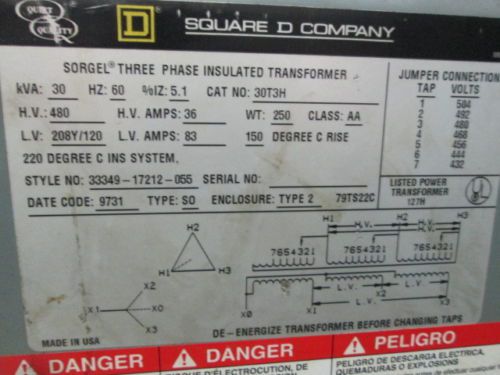 QUIET QUALITY
D SQUARE D COMPANY
SORGEL® THREE PHASE INSULATED TRANSFORMER
kVA: 30 HZ: 60 %IZ: 5.1 CAT NO: 30T3H
H.V.: 480 H.V. AMPS: 36 WT: 250 CLASS: AA
L.V: 208Y/120 L.V. AMPS: 83 150 DEGREE C RISE
220 DEGREE C INS SYSTEM.
STYLE NO: 33349-17212-055 SERIAL NO:
DATE CODE: 9731 TYPE: SO ENCLOSURE: TYPE 2 79TS22C
JUMPER CONNECTION
TAP VOLTS
1 504
2 492
3 480
4 468
5 456
6 444
7 432
LISTED POWER
TRANSFORMER
127H
UL
H2
H1 H3
X2
X1 X0
X3
H1 H2 H3
H.V. H.V. H.V.
7654321 7654321 7654321
L.V. L.V. L.V.
X0 X1 X2 X3
MADE IN USA
DE-ENERGIZE TRANSFORMER BEFORE CHANGING TAPS
DANGER
DANGER
PELIGRO
PELIGRO DE DESCARGA ELECTRICA,
QUEMADURAS O EXPLOSION
D'ÉLECTROCUTION, DE